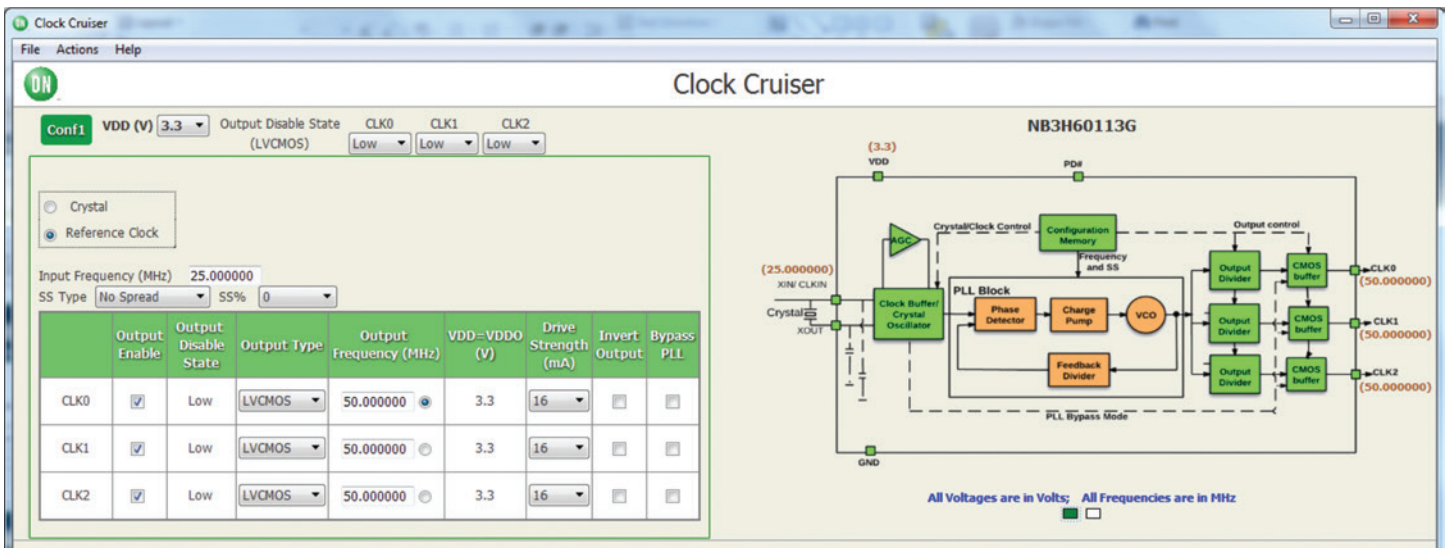 Clock Cruiser
File Actions Help
ON
Clock Cruiser
Conf1 VDD (V) 3.3 Output Disable State CLK0 CLK1 CLK2
(LVCMOS) Low Low Low
Crystal
Reference Clock
Input Frequency (MHz) 25.000000
SS Type No Spread SS% 0
Output Enable Output Disable State Output Type Output Frequency (MHz) VDD=VDDO (V) Drive Strength (mA) Invert Output Bypass PLL
CLK0 Low LVCMOS 50.000000 3.3 16
CLK1 Low LVCMOS 50.000000 3.3 16
CLK2 Low LVCMOS 50.000000 3.3 16
NB3H60113G
(3.3)
VDD
PD#
Crystal/Clock Control
Configuration
Memory
Output control
AGC
Frequency
and SS
(25.000000)
XIN/ CLKIN
Crystal
XOUT
Clock Buffer/
Crystal
Oscillator
PLL Block
Phase
Detector
Charge
Pump
VCO
Feedback
Divider
Output
Divider
CMOS
buffer
CLK0
(50.000000)
Output
Divider
CMOS
buffer
CLK1
(50.000000)
Output
Divider
CMOS
buffer
CLK2
(50.000000)
PLL Bypass Mode
GND
All Voltages are in Volts; All Frequencies are in MHz